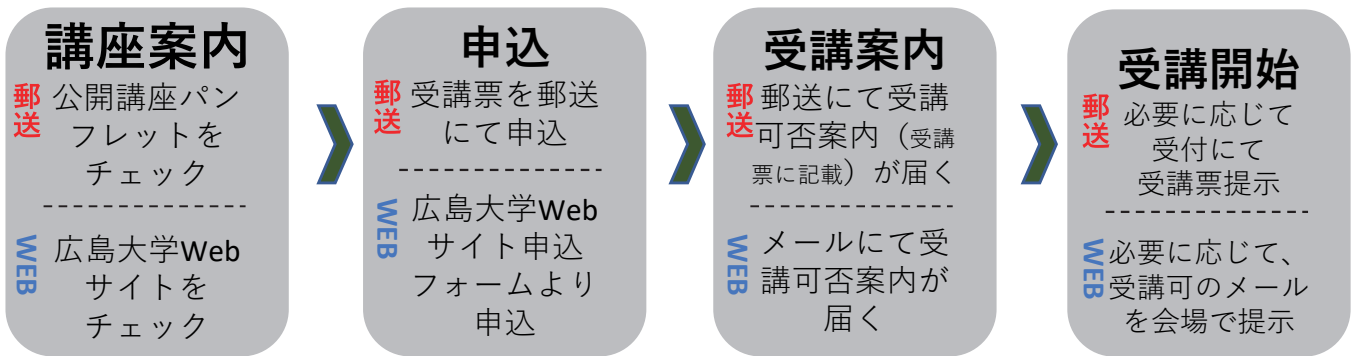 講座案内
郵送
公開講座パン
フレットを
チェック
WEB
広島大学Web
サイトを
チェック
申込
郵送
受講票を郵送
にて申込
WEB
広島大学Web
サイト申込
フォームより
申込
受講案内
郵送
郵送にて受講
可否案内（受講
票に記載）が届く
WEB
メールにて受
講可否案内が
届く
受講開始
郵送
必要に応じて
受付にて
受講票提示
WEB
必要に応じて、
受講可のメール
を会場で提示